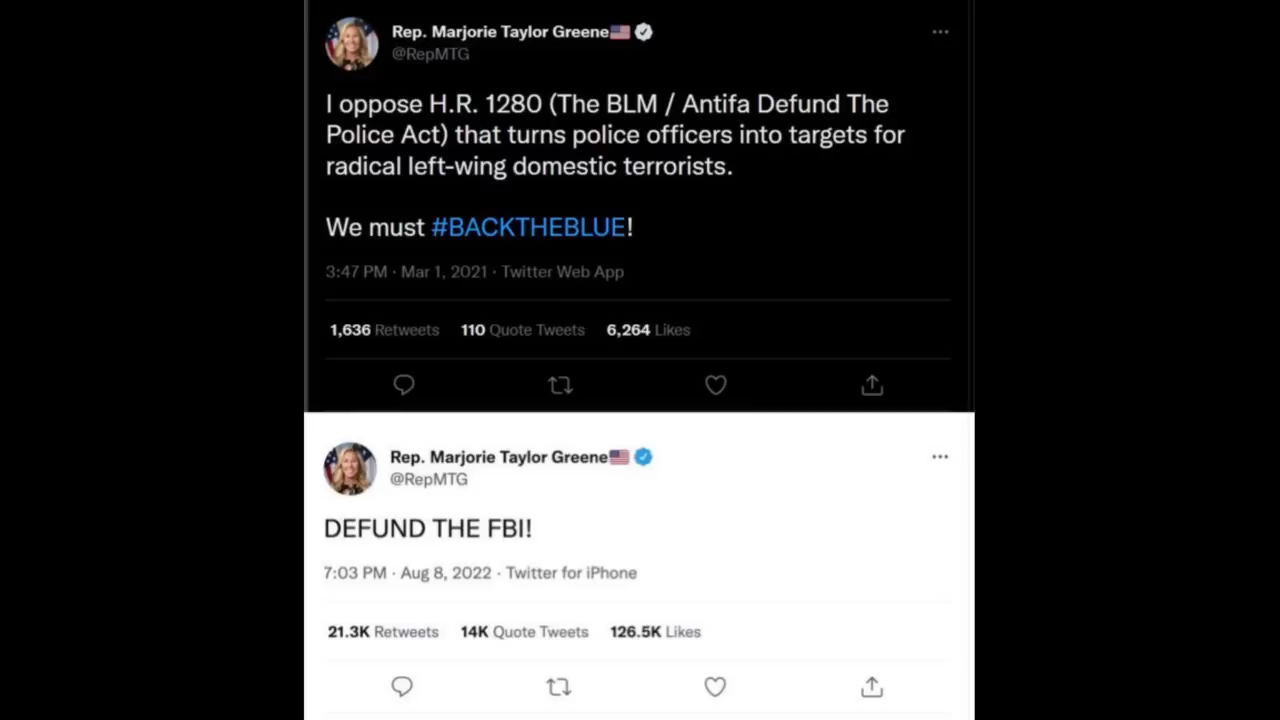 Rep. Marjorie Taylor Greene🇺🇸
@RepMTG
I oppose H.R. 1280 (The BLM / Antifa Defund The
Police Act) that turns police officers into targets for
radical left-wing domestic terrorists.
We must #BACKTHEBLUE!
3:47 PM · Mar 1, 2021 · Twitter Web App
1,636 Retweets 110 Quote Tweets 6,264 Likes
Rep. Marjorie Taylor Greene🇺🇸
@RepMTG
DEFUND THE FBI!
7:03 PM · Aug 8, 2022 · Twitter for iPhone
21.3K Retweets 14K Quote Tweets 126.5K Likes